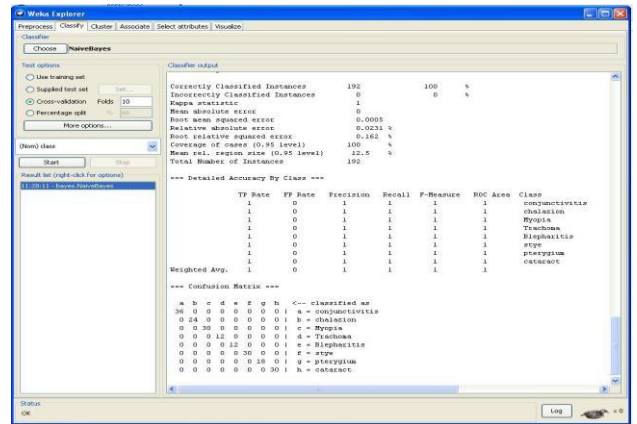 Weka Explorer
Preprocess Classify Cluster Associate Select attributes Visualize
Classifier
Choose NaiveBayes
Test options
Use training set
Supplied test set Set...
Cross-validation Folds 10
Percentage split % 66
More options...
(Nom) class
Start Stop
Result list (right-click for options)
11:28:11 - bayes.NaiveBayes
Classifier output
Correctly Classified Instances 192 100 %
Incorrectly Classified Instances 0 0 %
Kappa statistic 1
Mean absolute error 0
Root mean squared error 0.0005
Relative absolute error 0.0231 %
Root relative squared error 0.162 %
Coverage of cases (0.95 level) 100 %
Mean rel. region size (0.95 level) 12.5 %
Total Number of Instances 192
=== Detailed Accuracy By Class ===
TP Rate FP Rate Precision Recall F-Measure ROC Area Class
1 0 1 1 1 1 conjunctivitis
1 0 1 1 1 1 chalazion
1 0 1 1 1 1 Myopia
1 0 1 1 1 1 Trachoma
1 0 1 1 1 1 Blepharitis
1 0 1 1 1 1 stye
1 0 1 1 1 1 pterygium
1 0 1 1 1 1 cataract
Weighted Avg. 1 0 1 1 1 1
=== Confusion Matrix ===
a b c d e f g h <-- classified as
36 0 0 0 0 0 0 0 | a = conjunctivitis
0 24 0 0 0 0 0 0 | b = chalazion
0 0 30 0 0 0 0 0 | c = Myopia
0 0 0 12 0 0 0 0 | d = Trachoma
0 0 0 0 12 0 0 0 | e = Blepharitis
0 0 0 0 0 30 0 0 | f = stye
0 0 0 0 0 0 18 0 | g = pterygium
0 0 0 0 0 0 0 30 | h = cataract
Status
OK
Log
x 0